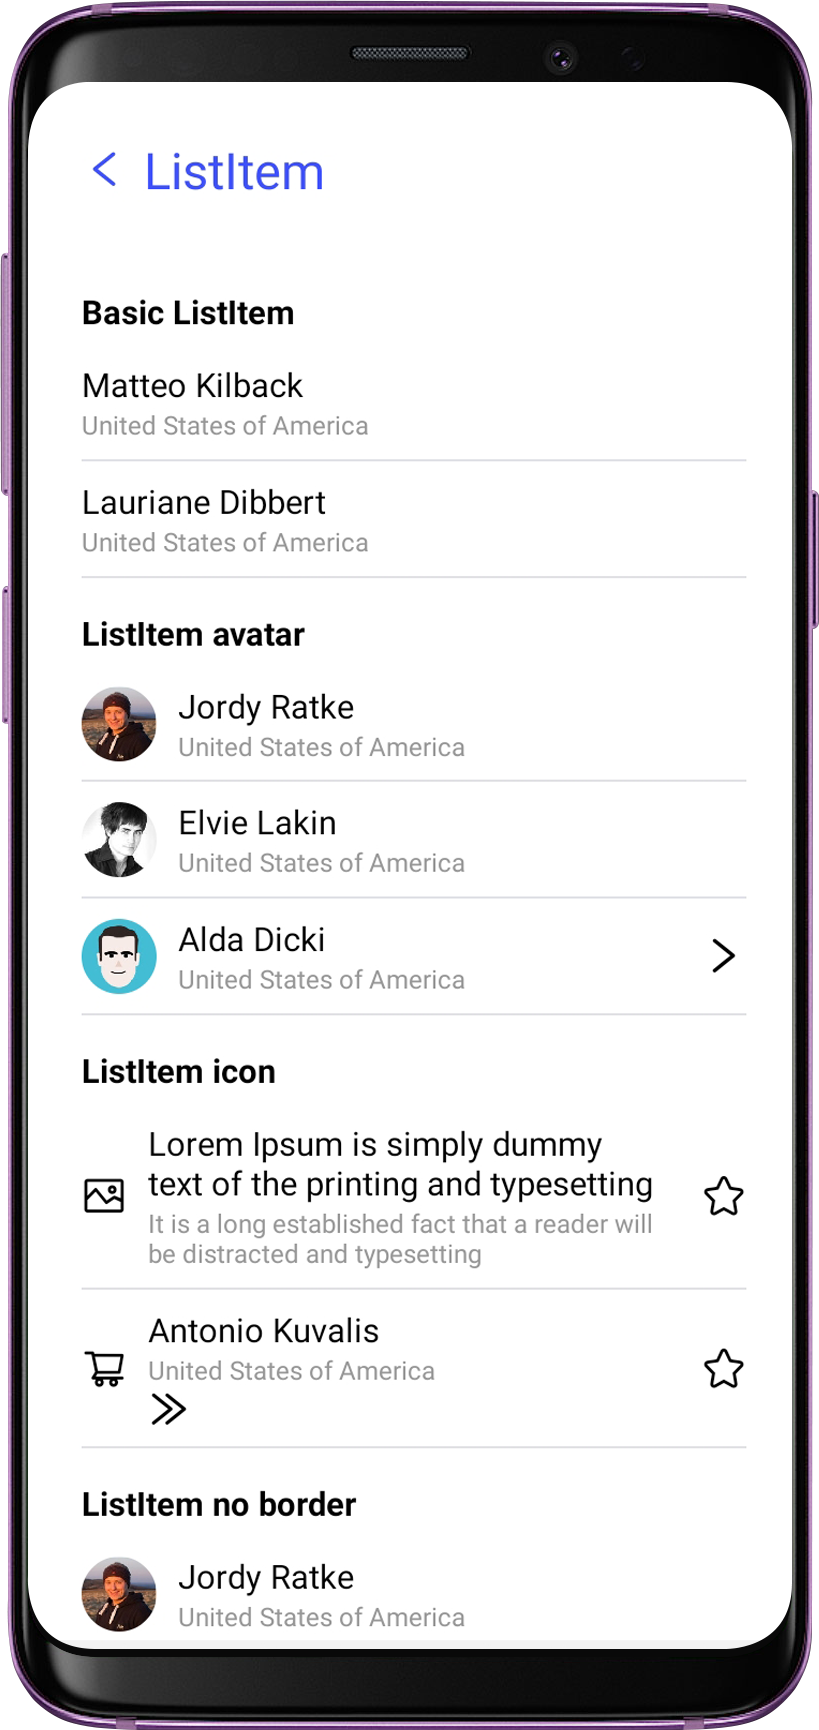 ListItem
Basic ListItem
Matteo Kilback
United States of America
Lauriane Dibbert
United States of America
ListItem avatar
Jordy Ratke
United States of America
Elvie Lakin
United States of America
Alda Dicki
United States of America
ListItem icon
Lorem Ipsum is simply dummy
text of the printing and typesetting
It is a long established fact that a reader will
be distracted and typesetting
Antonio Kuvalis
United States of America
ListItem no border
Jordy Ratke
United States of America